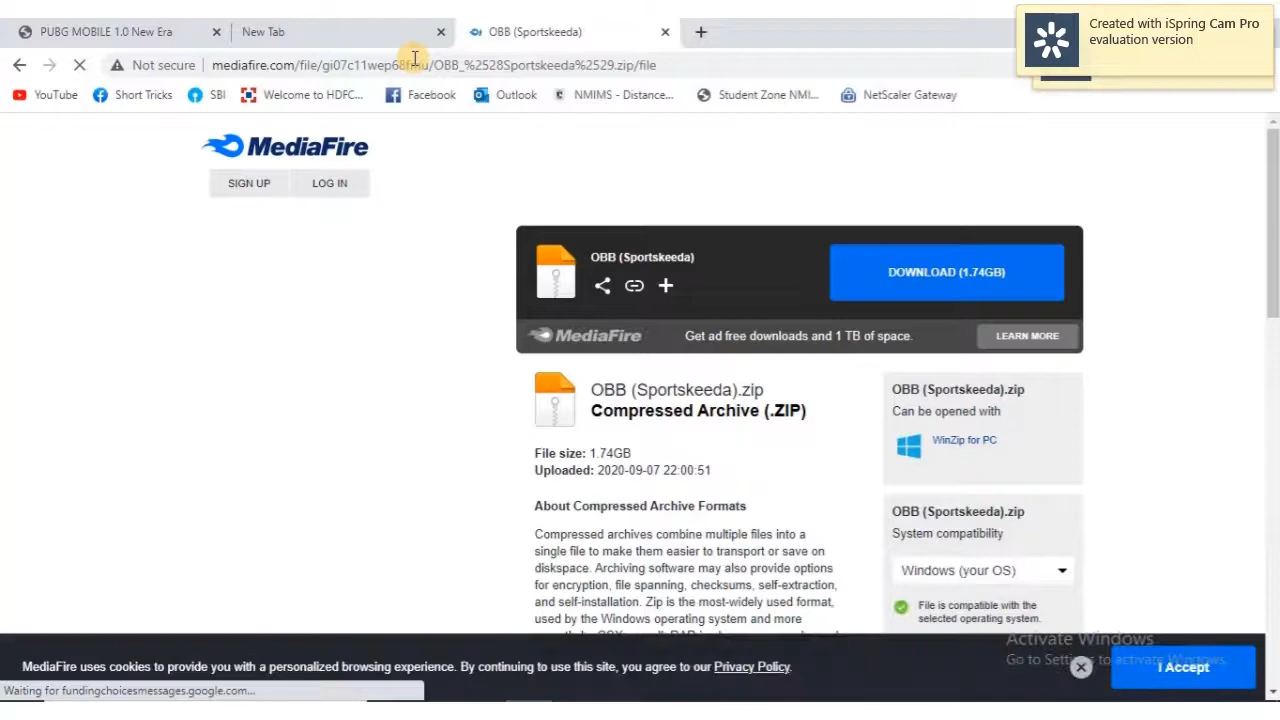 PUBG MOBILE 1.0 New Era
New Tab
OBB (Sportskeeda)
Created with iSpring Cam Pro
evaluation version
Not secure
YouTube
Short Tricks
SBI
Welcome to HDFC...
Facebook
Outlook
NMIMS - Distance...
Student Zone NMI...
NetScaler Gateway
MediaFire
SIGN UP
LOG IN
OBB (Sportskeeda)
DOWNLOAD (1.74GB)
MediaFire
Get ad free downloads and 1 TB of space.
LEARN MORE
OBB (Sportskeeda).zip
Compressed Archive (.ZIP)
File size: 1.74GB
Uploaded: 2020-09-07 22:00:51
About Compressed Archive Formats
Compressed archives combine multiple files into a
single file to make them easier to transport or save on
diskspace. Archiving software may also provide options
for encryption, file spanning, checksums, self-extraction,
and self-installation. Zip is the most-widely used format,
used by the Windows operating system and more
OBB (Sportskeeda).zip
Can be opened with
WinZip for PC
OBB (Sportskeeda).zip
System compatibility
Windows (your OS)
File is compatible with the
selected operating system.
Activate Windows
Go to Settings to activate Windows.
MediaFire uses cookies to provide you with a personalized browsing experience. By continuing to use this site, you agree to our Privacy Policy.
I Accept
Waiting for fundingchoicesmessages.google.com...